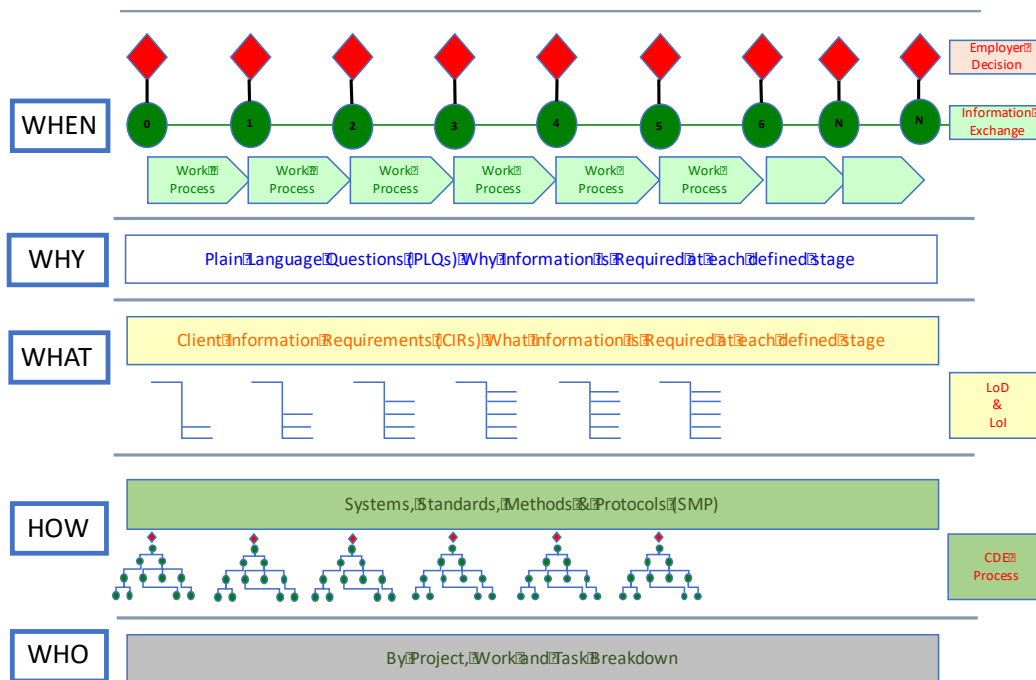 Employer
Decision
WHEN
0 1 2 3 4 5 6 N N
Information
Exchange
Work
Process
Work
Process
Work
Process
Work
Process
Work
Process
Work
Process
WHY
Plain Language Questions (PLQs) Why Information is Required at each defined stage
WHAT
Client Information Requirements (CIRs) What Information is Required at each defined stage
LoD
&
LoI
HOW
Systems, Standards, Methods & Protocols (SMP)
CDE
Process
WHO
By Project, Work and Task Breakdown